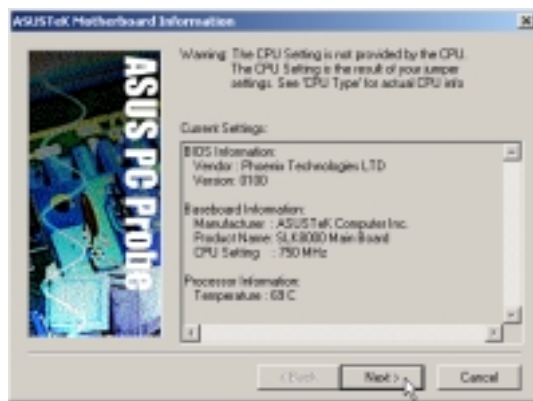 ASUSTeK Motherboard Information
ASUS PC Probe
Warning: The CPU Setting is not provided by the CPU.
The CPU Setting is the result of your jumper
settings. See 'CPU Type' for actual CPU info
Current Settings:
BIOS Information:
Vendor : Phoenix Technologies LTD
Version: 0100
Baseboard Information:
Manufacturer : ASUSTeK Computer Inc.
Product Name: SLK8000 Main Board
CPU Setting : 750 MHz
Processor Information:
Temperature : 69 C
< Back
Next >
Cancel